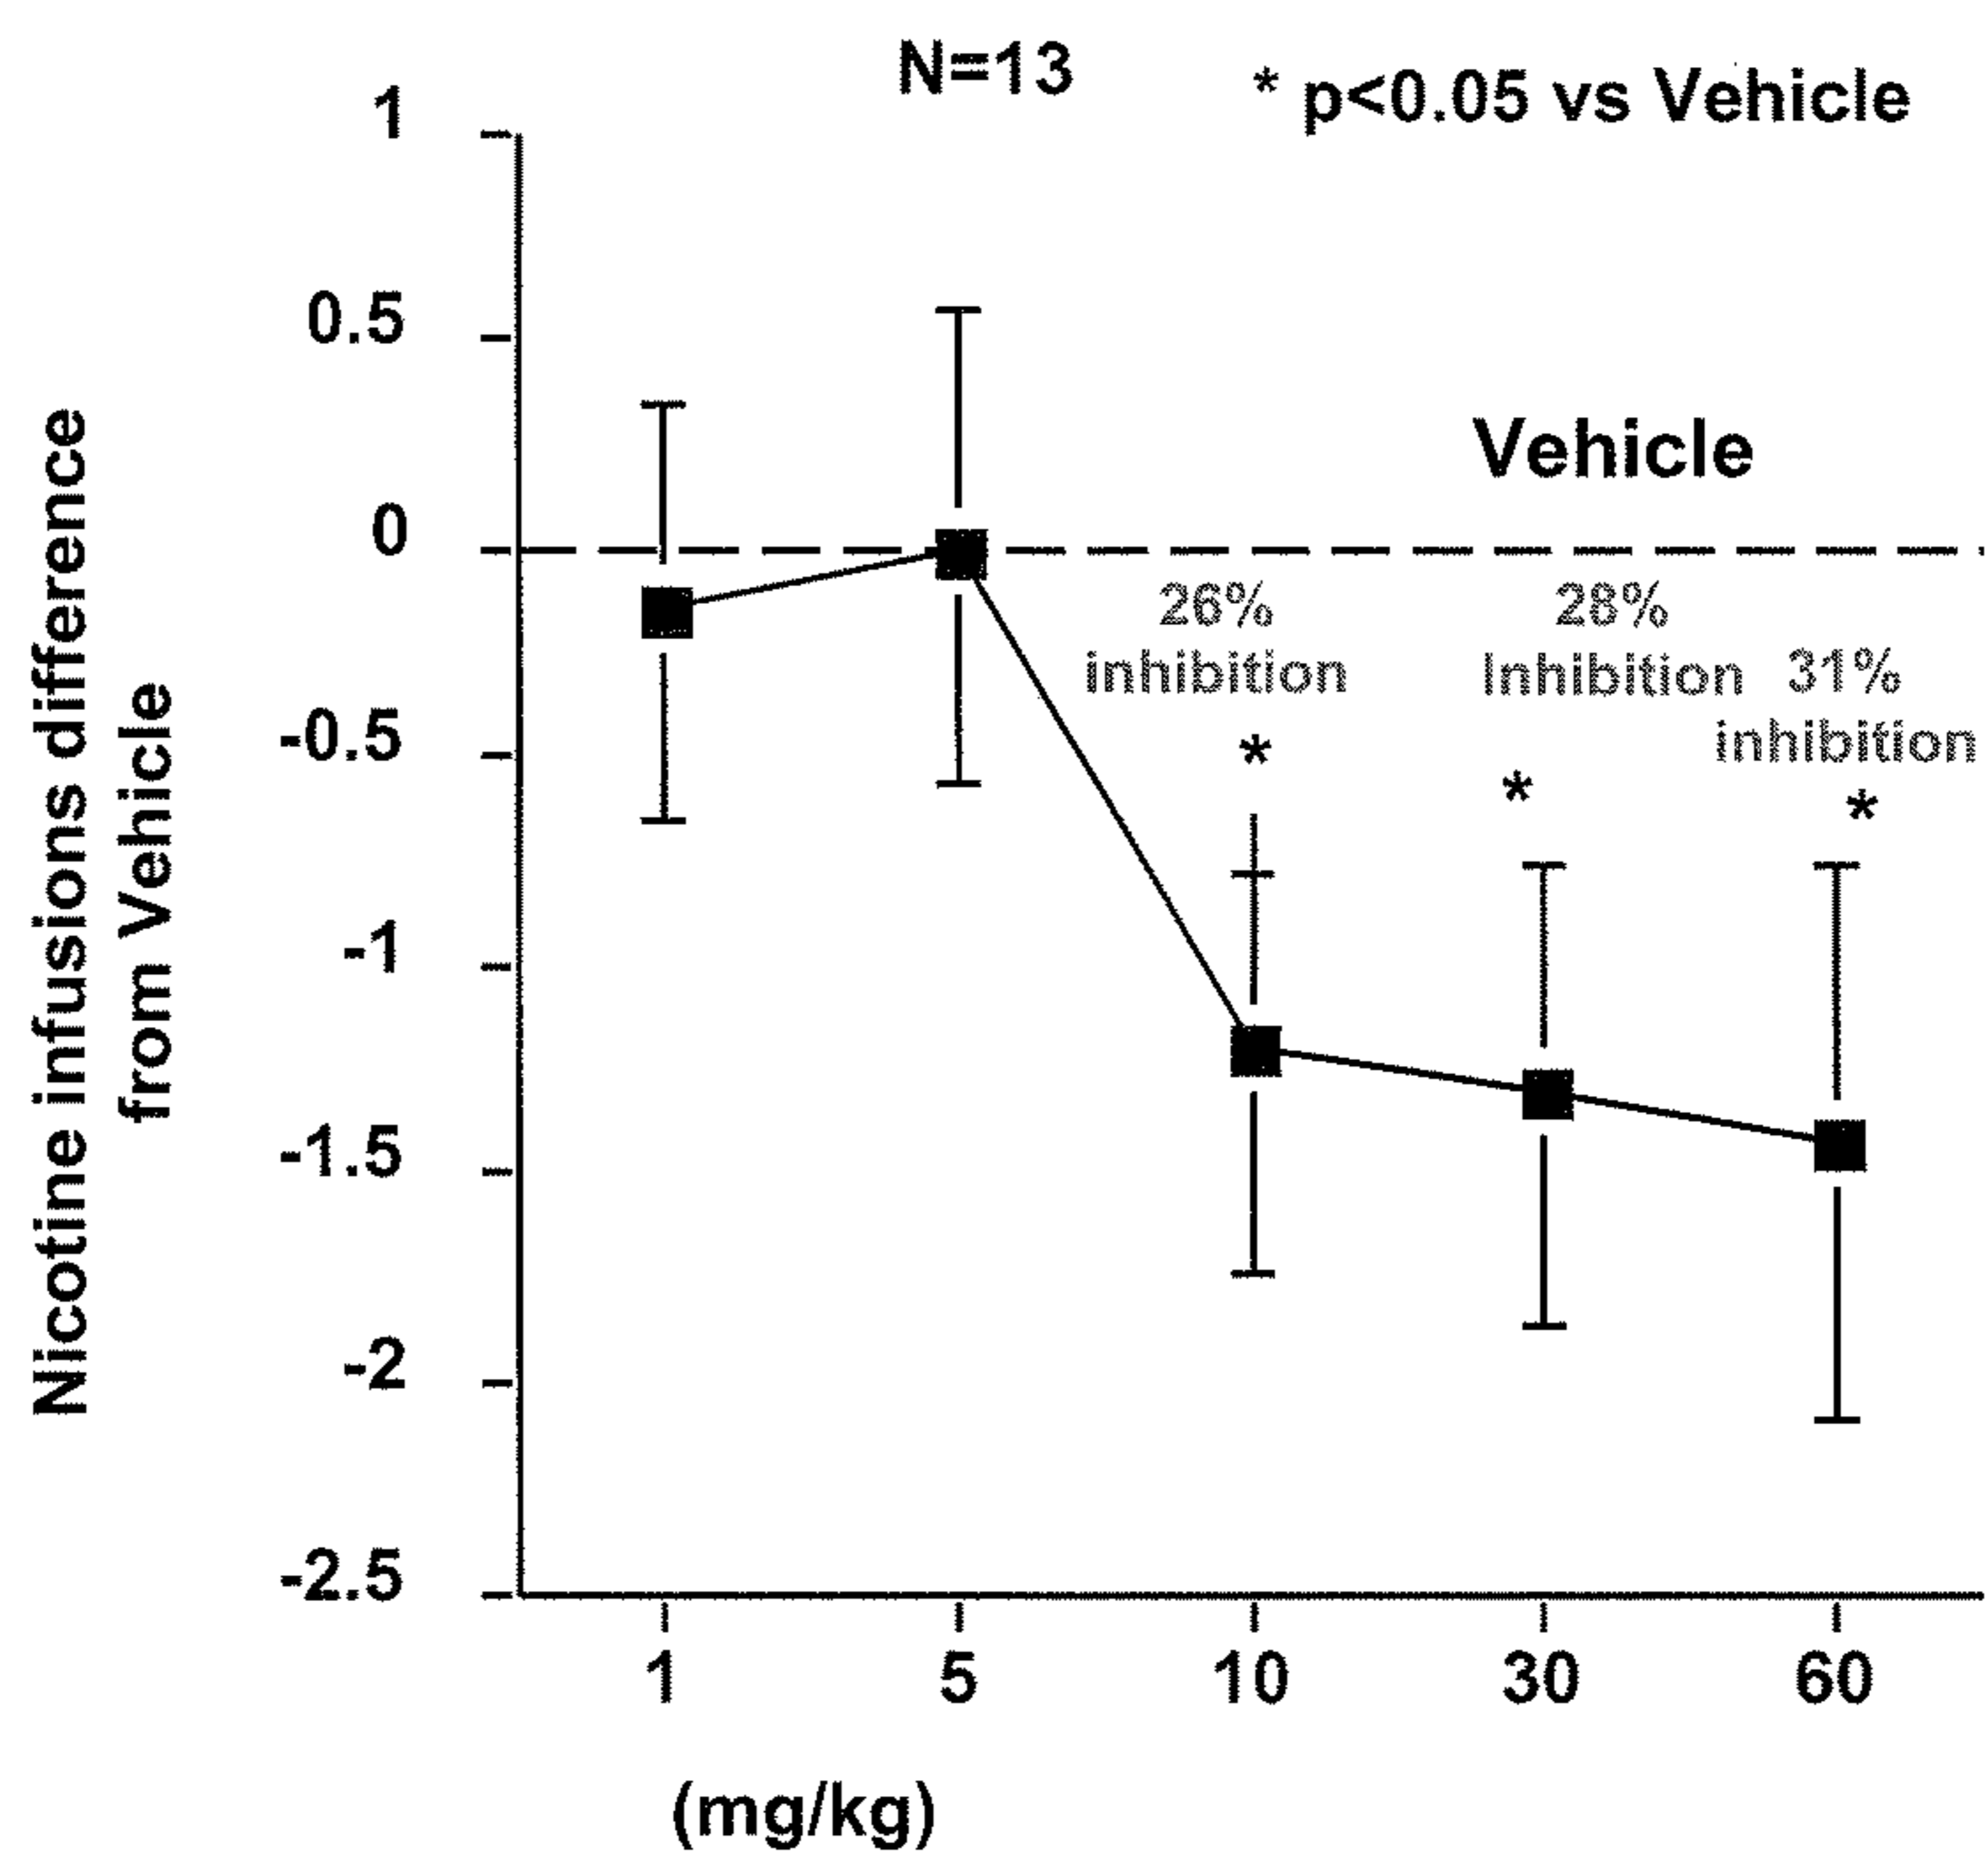 N=13
* p<0.05 vs Vehicle
1
0.5
0
-0.5
-1
-1.5
-2
-2.5
Nicotine infusions difference
from Vehicle
Vehicle
26%
inhibition
28%
Inhibition
31%
inhibition
*
*
*
1
5
10
30
60
(mg/kg)